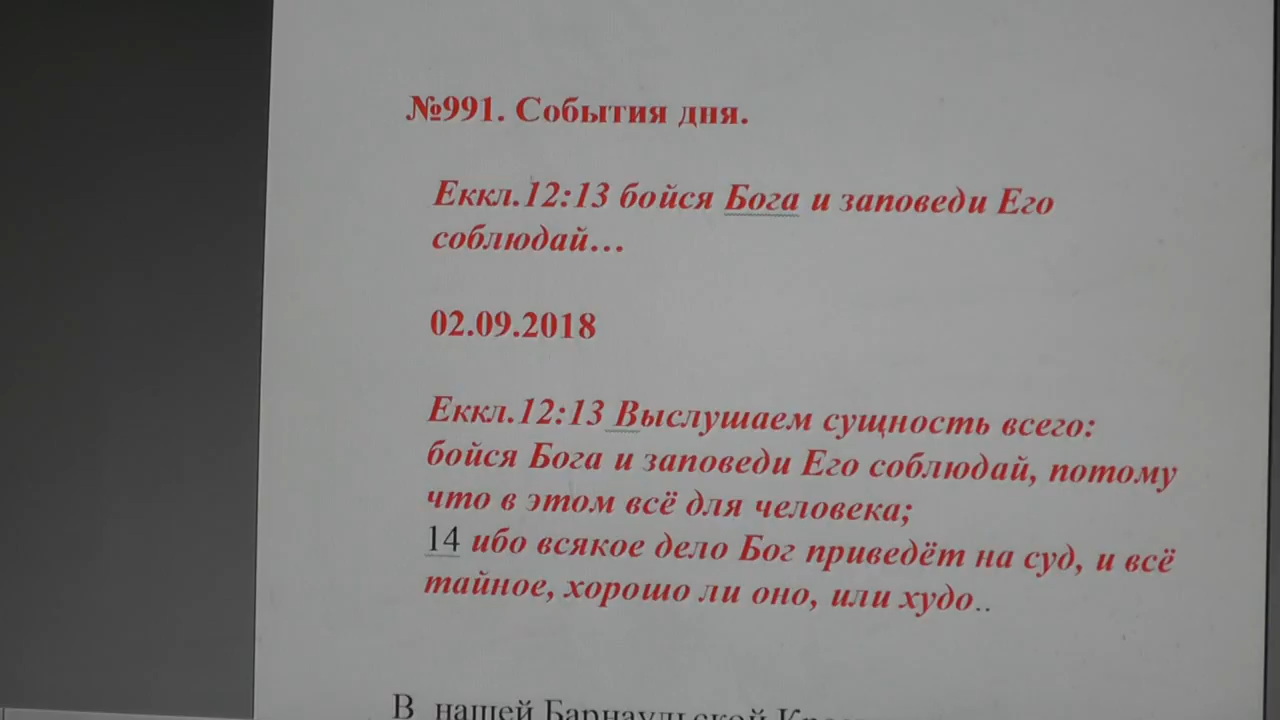 №991. События дня.
Еккл.12:13 бойся Бога и заповеди Его
соблюдай…
02.09.2018
Еккл.12:13 Выслушаем сущность всего:
бойся Бога и заповеди Его соблюдай, потому
что в этом всё для человека;
14 ибо всякое дело Бог приведёт на суд, и всё
тайное, хорошо ли оно, или худо..
В нашей Барнаульской